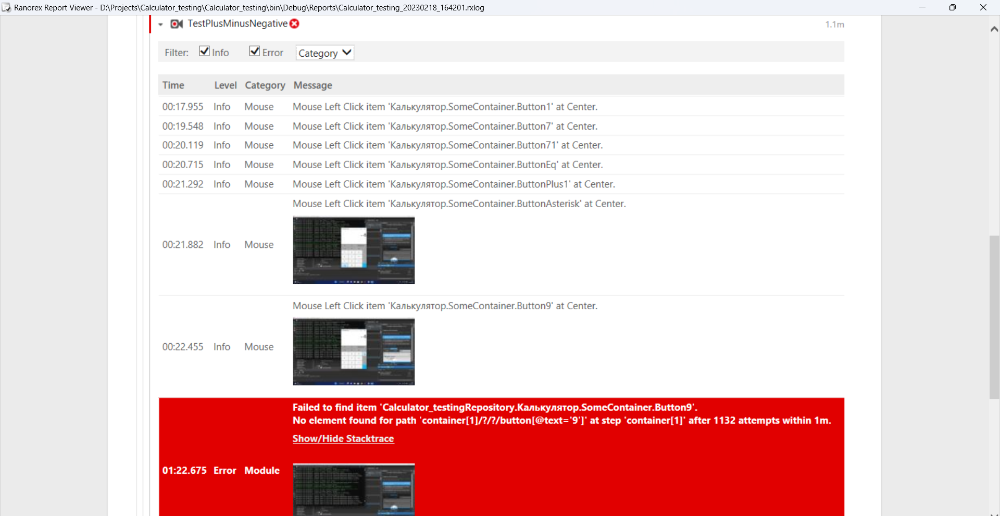 Ranorex Report Viewer - D:\Projects\Calculator_testing\Calculator_testing\bin\Debug\Reports\Calculator_testing_20230218_164201.rxlog
TestPlusMinusNegative 1.1m
Filter: Info Error Category
Time Level Category Message
00:17.955 Info Mouse Mouse Left Click item 'Калькулятор.SomeContainer.Button1' at Center.
00:19.548 Info Mouse Mouse Left Click item 'Калькулятор.SomeContainer.Button7' at Center.
00:20.119 Info Mouse Mouse Left Click item 'Калькулятор.SomeContainer.Button71' at Center.
00:20.715 Info Mouse Mouse Left Click item 'Калькулятор.SomeContainer.ButtonEq' at Center.
00:21.292 Info Mouse Mouse Left Click item 'Калькулятор.SomeContainer.ButtonPlus1' at Center.
Mouse Left Click item 'Калькулятор.SomeContainer.ButtonAsterisk' at Center.
00:21.882 Info Mouse
Mouse Left Click item 'Калькулятор.SomeContainer.Button9' at Center.
00:22.455 Info Mouse
Failed to find item 'Calculator_testingRepository.Калькулятор.SomeContainer.Button9'.
No element found for path 'container[1]/?/?/button[@text='9']' at step 'container[1]' after 1132 attempts within 1m.
Show/Hide Stacktrace
01:22.675 Error Module